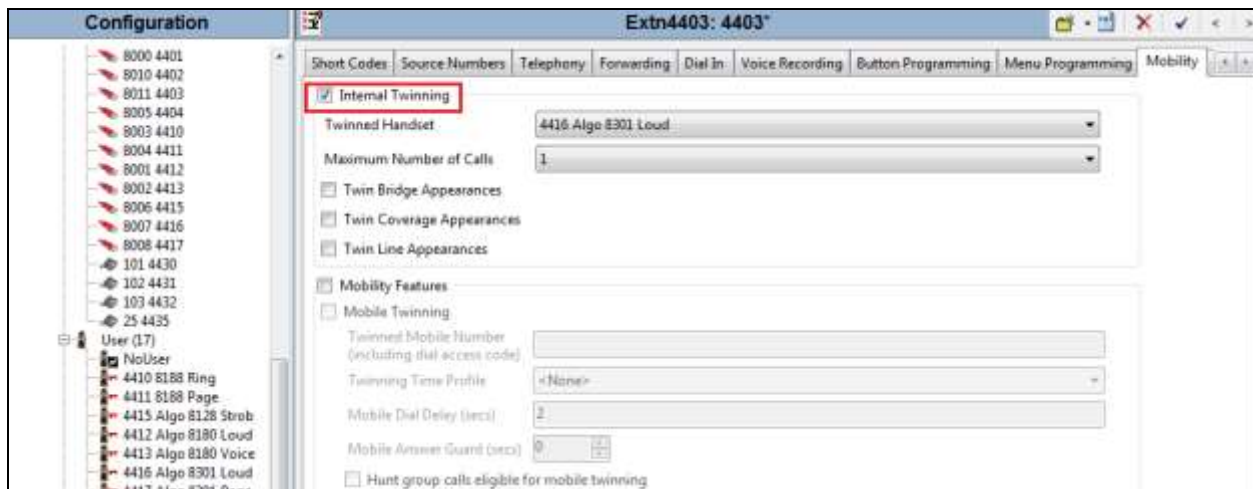 Configuration
Extn4403: 4403*
8000 4401
8010 4402
8011 4403
8005 4404
8003 4410
8004 4411
8001 4412
8002 4413
8006 4415
8007 4416
8008 4417
101 4430
102 4431
103 4432
25 4435
User (17)
NoUser
4410 8188 Ring
4411 8188 Page
4415 Algo 8128 Strob
4412 Algo 8180 Loud
4413 Algo 8180 Voice
4416 Algo 8301 Loud
Short Codes Source Numbers Telephony Forwarding Dial In Voice Recording Button Programming Menu Programming Mobility
Internal Twinning
Twinned Handset 4416 Algo 8301 Loud
Maximum Number of Calls 1
Twin Bridge Appearances
Twin Coverage Appearances
Twin Line Appearances
Mobility Features
Mobile Twinning
Twinned Mobile Number
(including dial access code)
Twinning Time Profile <None>
Mobile Dial Delay (secs) 2
Mobile Answer Guard (secs) 0
Hunt group calls eligible for mobile twinning